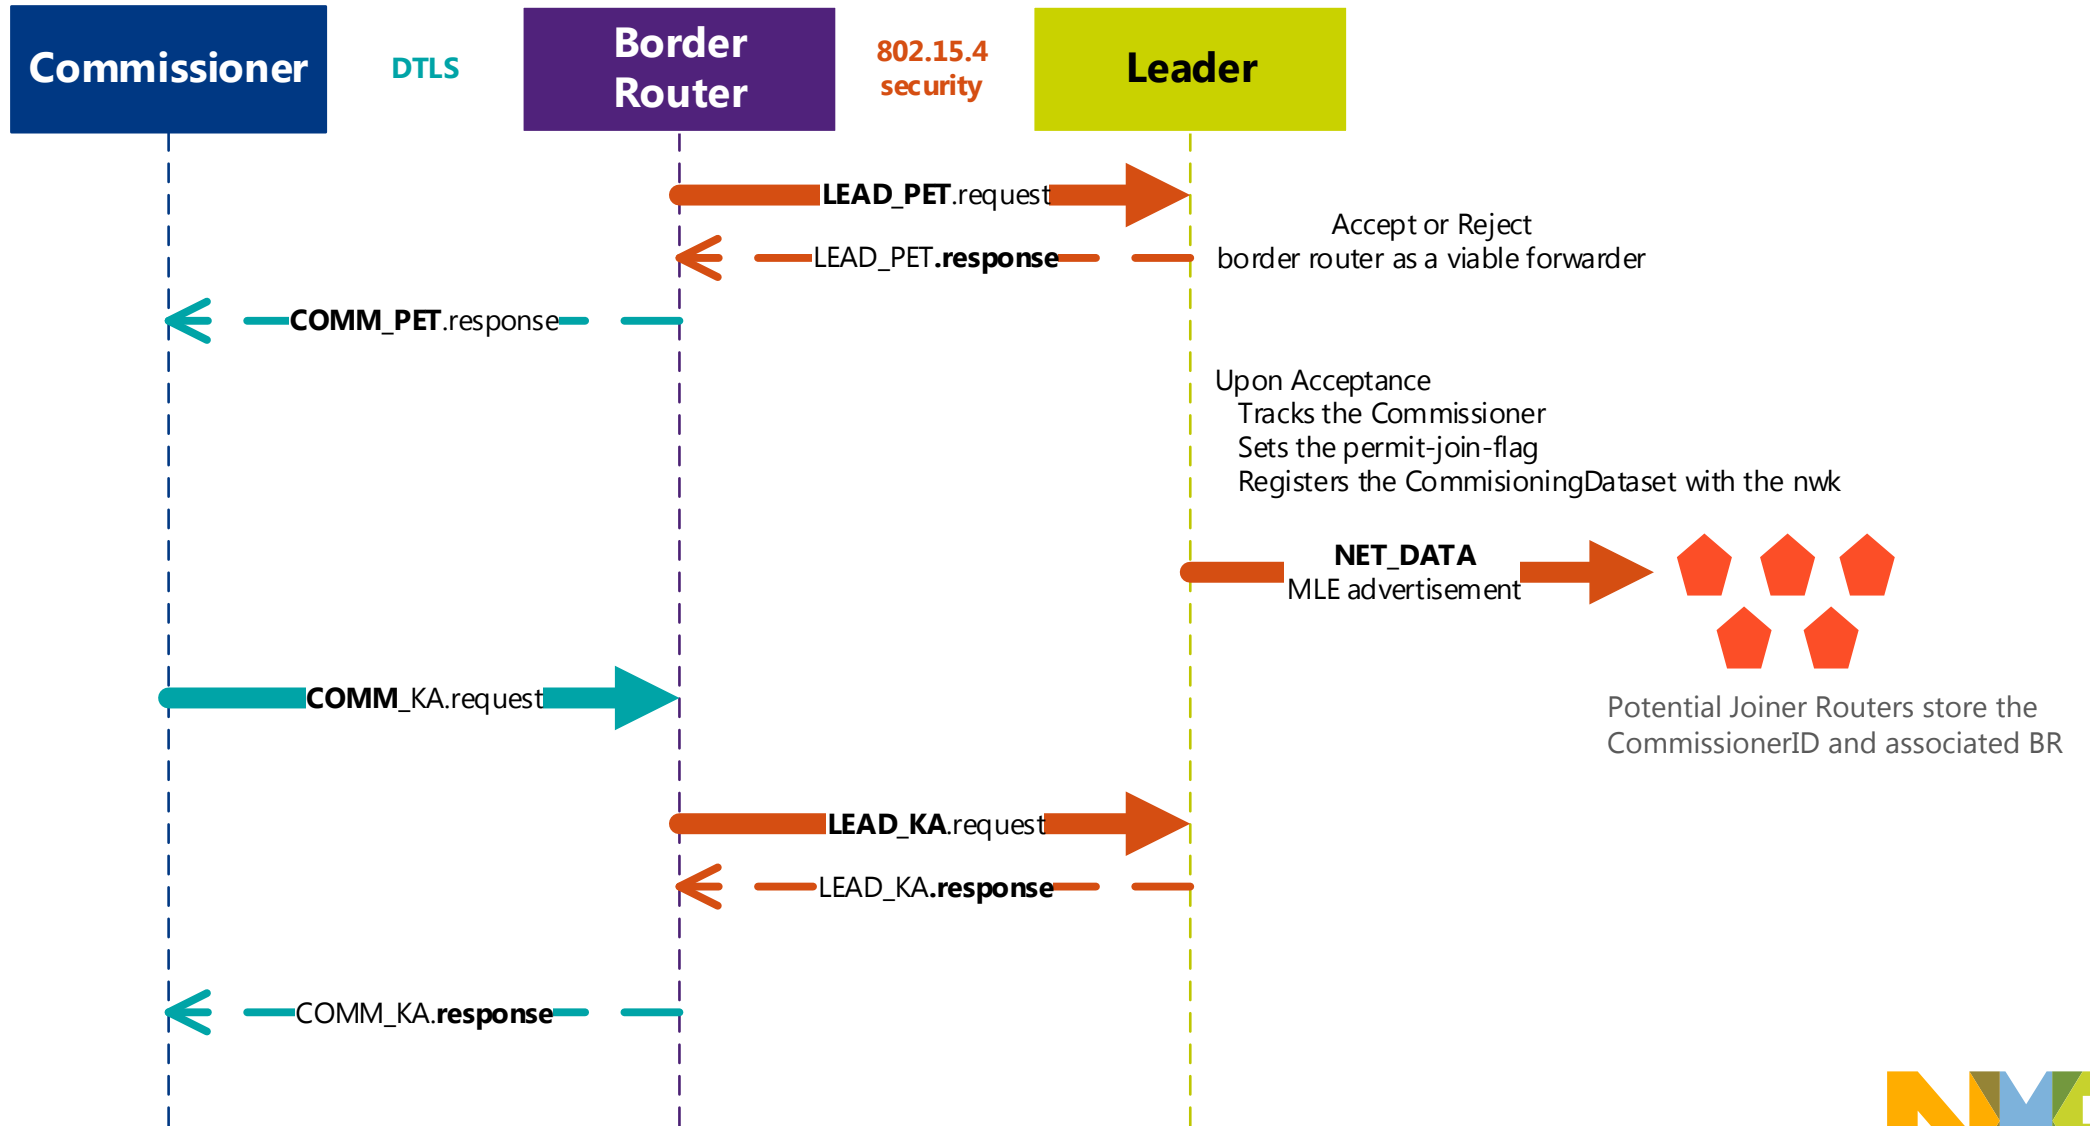 Commissioner
DTLS
Border
Router
802.15.4
security
Leader
LEAD_PET.request
Accept or Reject
border router as a viable forwarder
LEAD_PET.response
COMM_PET.response
Upon Acceptance
Tracks the Commissioner
Sets the permit-join-flag
Registers the CommisioningDataset with the nwk
NET_DATA
MLE advertisement
COMM_KA.request
Potential Joiner Routers store the
CommissionerID and associated BR
LEAD_KA.request
LEAD_KA.response
COMM_KA.response